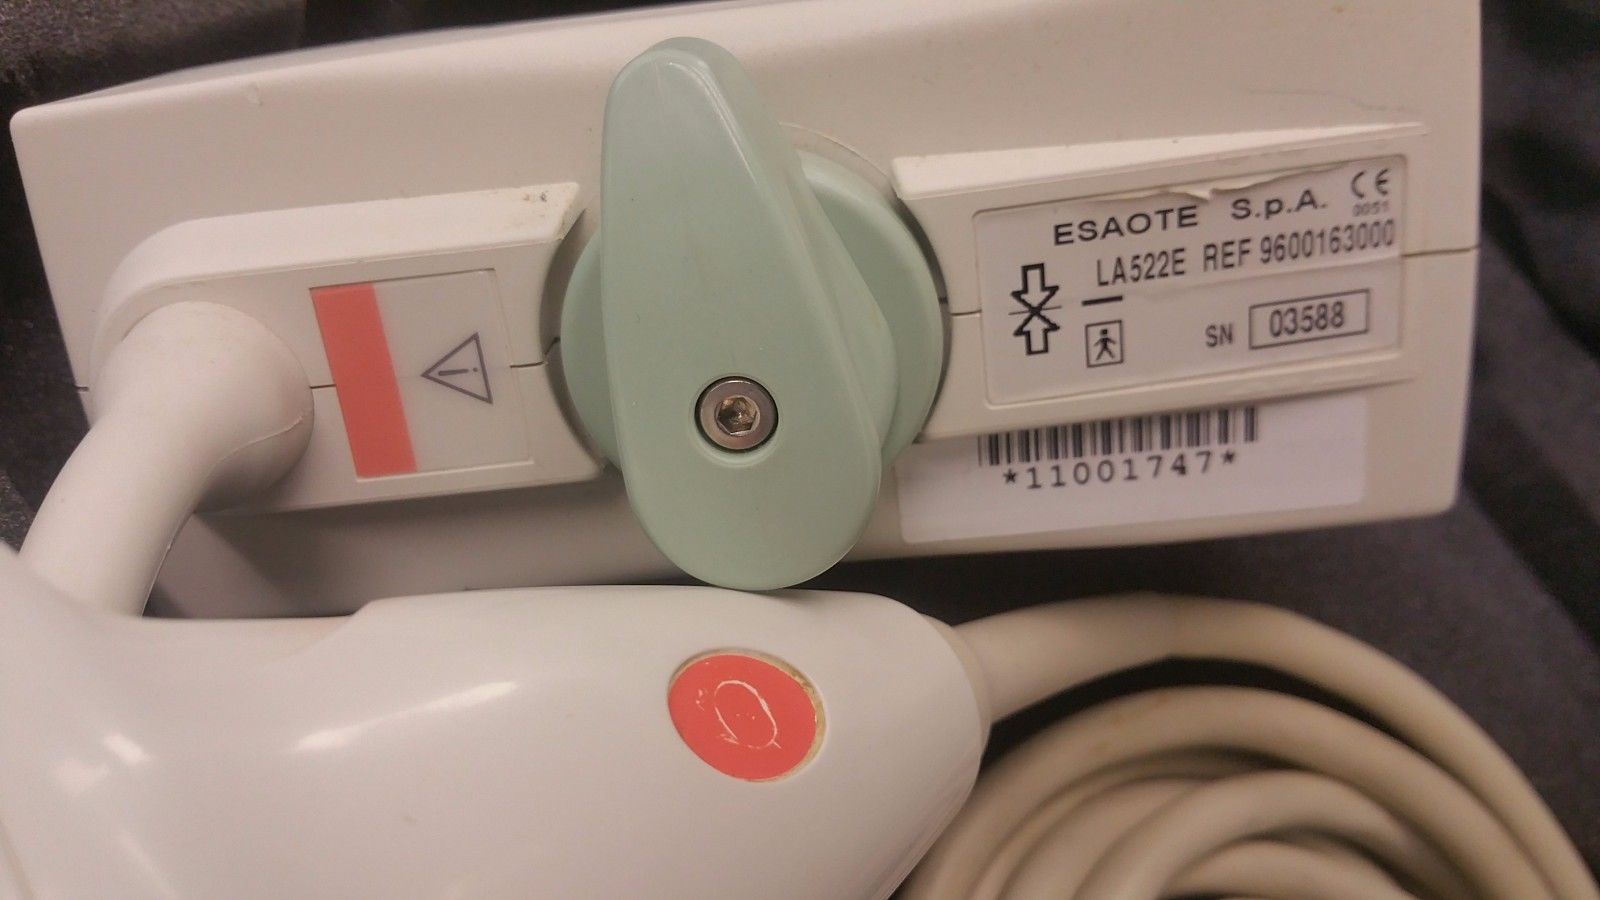 ESAOTE S.p.A. CE
0051
LA522E REF 9600163000
SN 03588
*11001747*